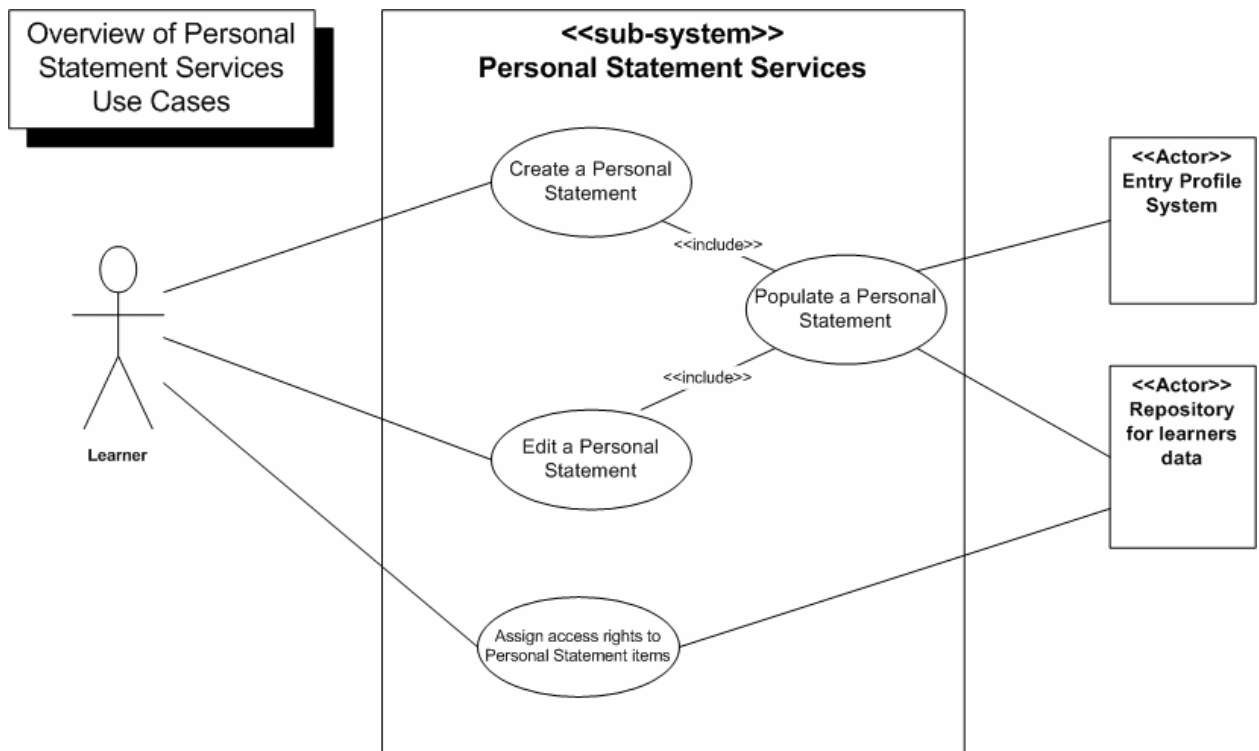 Overview of Personal
Statement Services
Use Cases
<<sub-system>>
Personal Statement Services
Create a Personal
Statement
<<include>>
Populate a Personal
Statement
<<include>>
Edit a Personal
Statement
Assign access rights to
Personal Statement items
Learner
<<Actor>>
Entry Profile
System
<<Actor>>
Repository
for learners
data